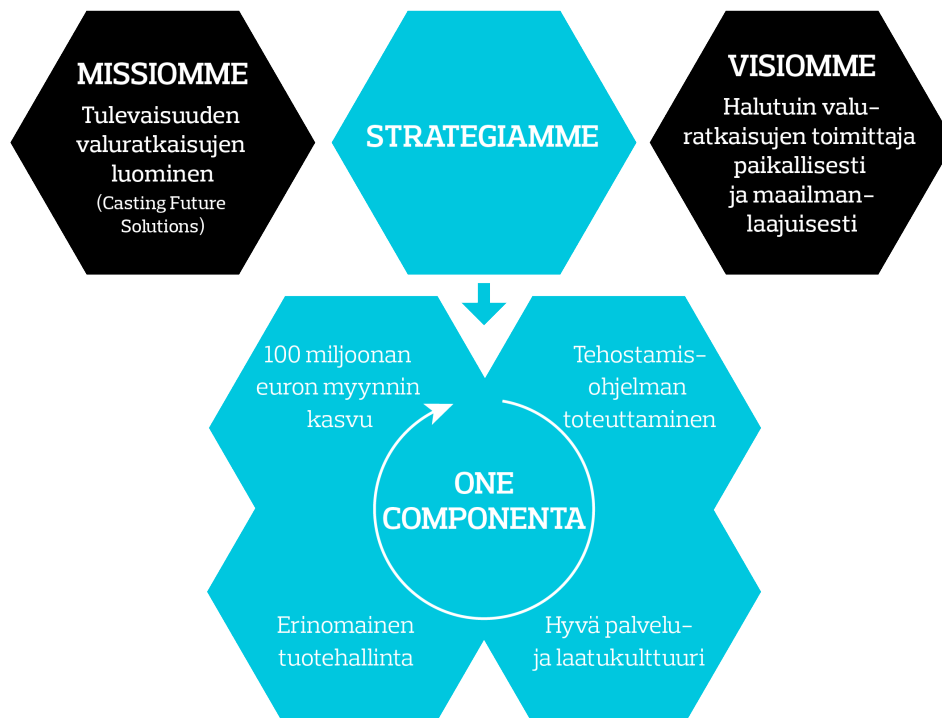 MISSIOMME
Tulevaisuuden
valuratkaisujen
luominen
(Casting Future
Solutions)
STRATEGIAMME
VISIOMME
Halutuin valu-
ratkaisujen toimittaja
paikallisesti
ja maailman-
laajuisesti
100 miljoonan
euron myynnin
kasvu
Tehostamis-
ohjelman
toteuttaminen
ONE
COMPONENTA
Erinomainen
tuotehallinta
Hyvä palvelu-
ja laatukulttuuri